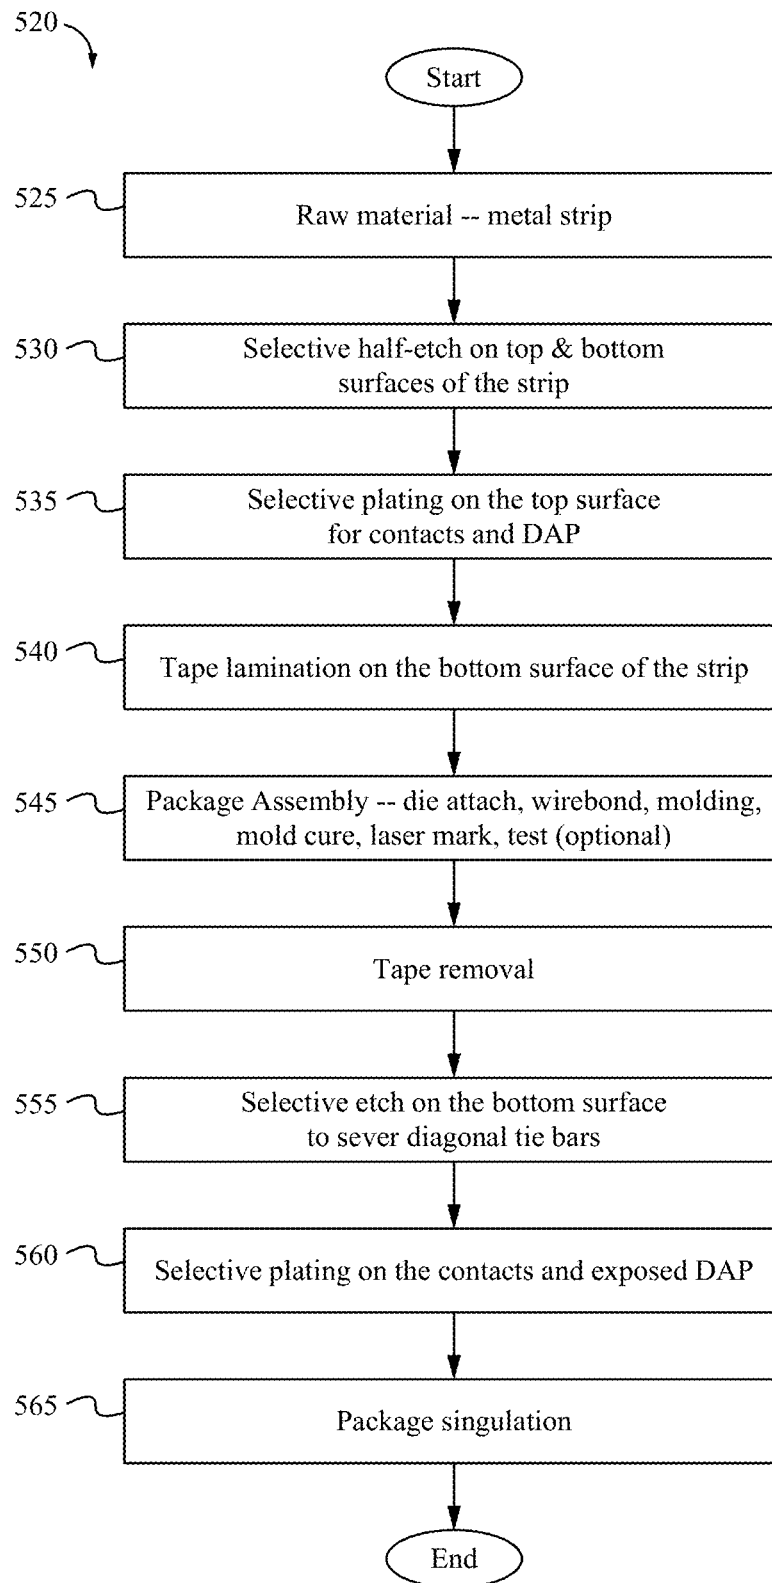 520
Start
525
Raw material -- metal strip
530
Selective half-etch on top & bottom
surfaces of the strip
535
Selective plating on the top surface
for contacts and DAP
540
Tape lamination on the bottom surface of the strip
545
Package Assembly -- die attach, wirebond, molding,
mold cure, laser mark, test (optional)
550
Tape removal
555
Selective etch on the bottom surface
to sever diagonal tie bars
560
Selective plating on the contacts and exposed DAP
565
Package singulation
End